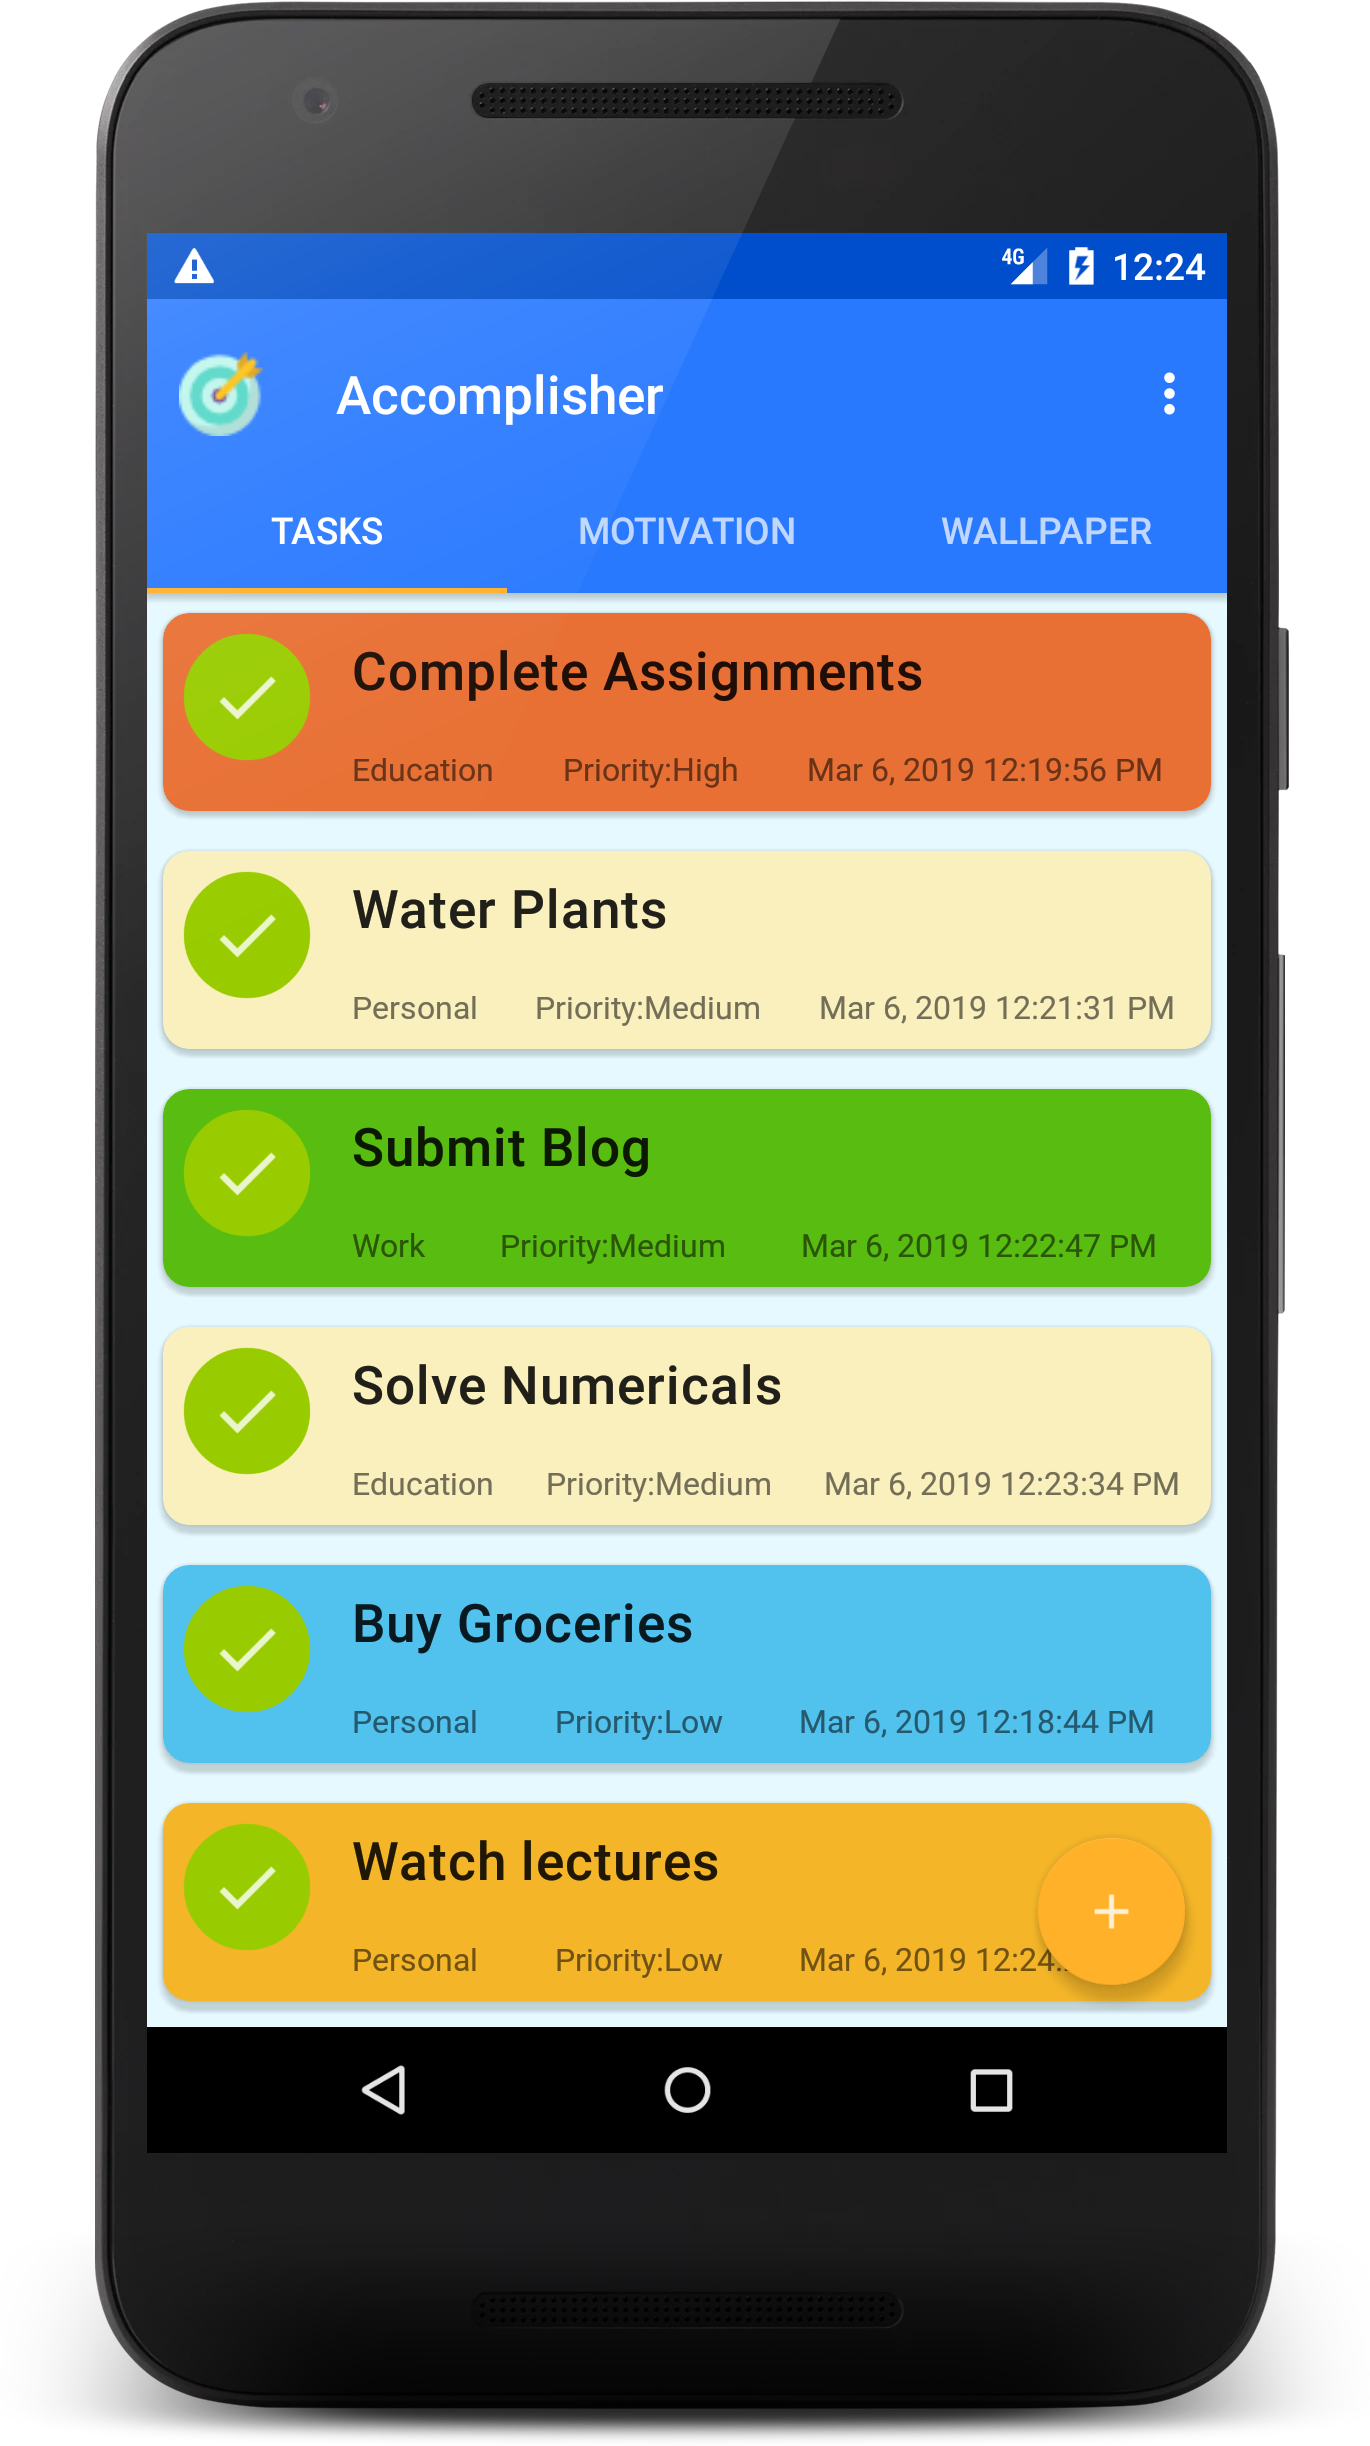 4G 12:24
Accomplisher
TASKS MOTIVATION WALLPAPER
Complete Assignments
Education Priority:High Mar 6, 2019 12:19:56 PM
Water Plants
Personal Priority:Medium Mar 6, 2019 12:21:31 PM
Submit Blog
Work Priority:Medium Mar 6, 2019 12:22:47 PM
Solve Numericals
Education Priority:Medium Mar 6, 2019 12:23:34 PM
Buy Groceries
Personal Priority:Low Mar 6, 2019 12:18:44 PM
Watch lectures
Personal Priority:Low Mar 6, 2019 12:24